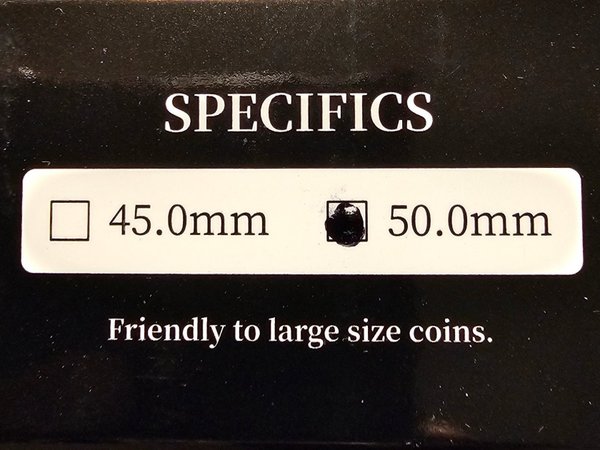 SPECIFICS
45.0mm 50.0mm
Friendly to large size coins.